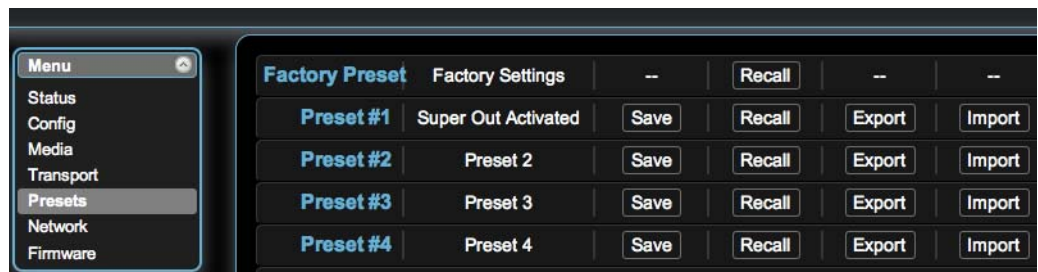 Menu
Status
Config
Media
Transport
Presets
Network
Firmware
Factory Preset Factory Settings -- Recall -- --
Preset #1 Super Out Activated Save Recall Export Import
Preset #2 Preset 2 Save Recall Export Import
Preset #3 Preset 3 Save Recall Export Import
Preset #4 Preset 4 Save Recall Export Import